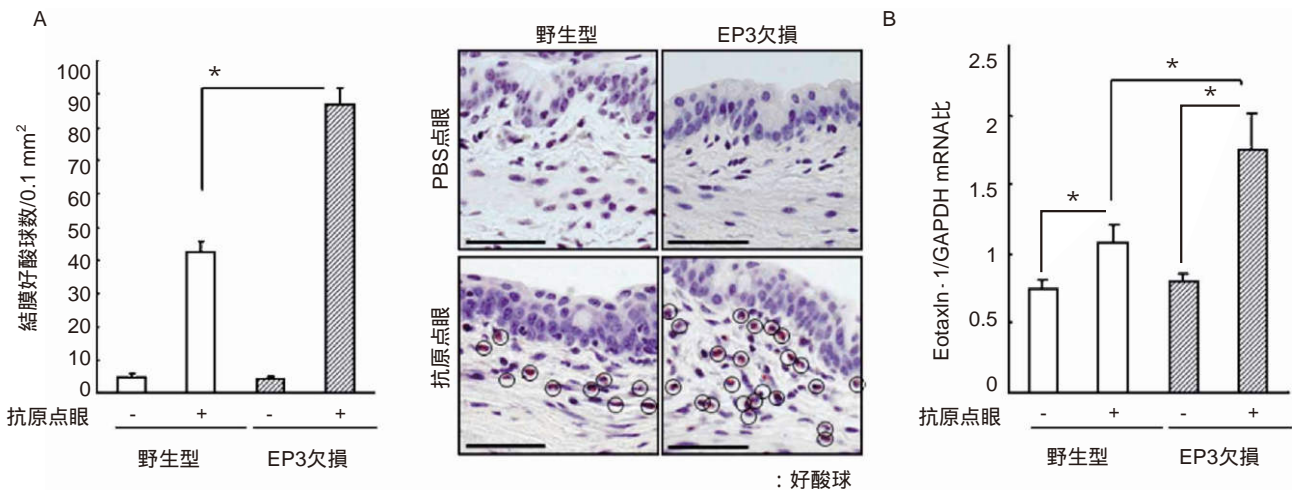 A
結膜好酸球数/0.1 mm²
100
90
80
70
60
50
40
30
20
10
0
*
抗原点眼
- + - +
野生型 EP3欠損
野生型 EP3欠損
PBS点眼
抗原点眼
: 好酸球
B
EotaxIn - 1/GAPDH mRNA比
2.5
2
1.5
1
0.5
0
*
*
*
抗原点眼
- + - +
野生型 EP3欠損